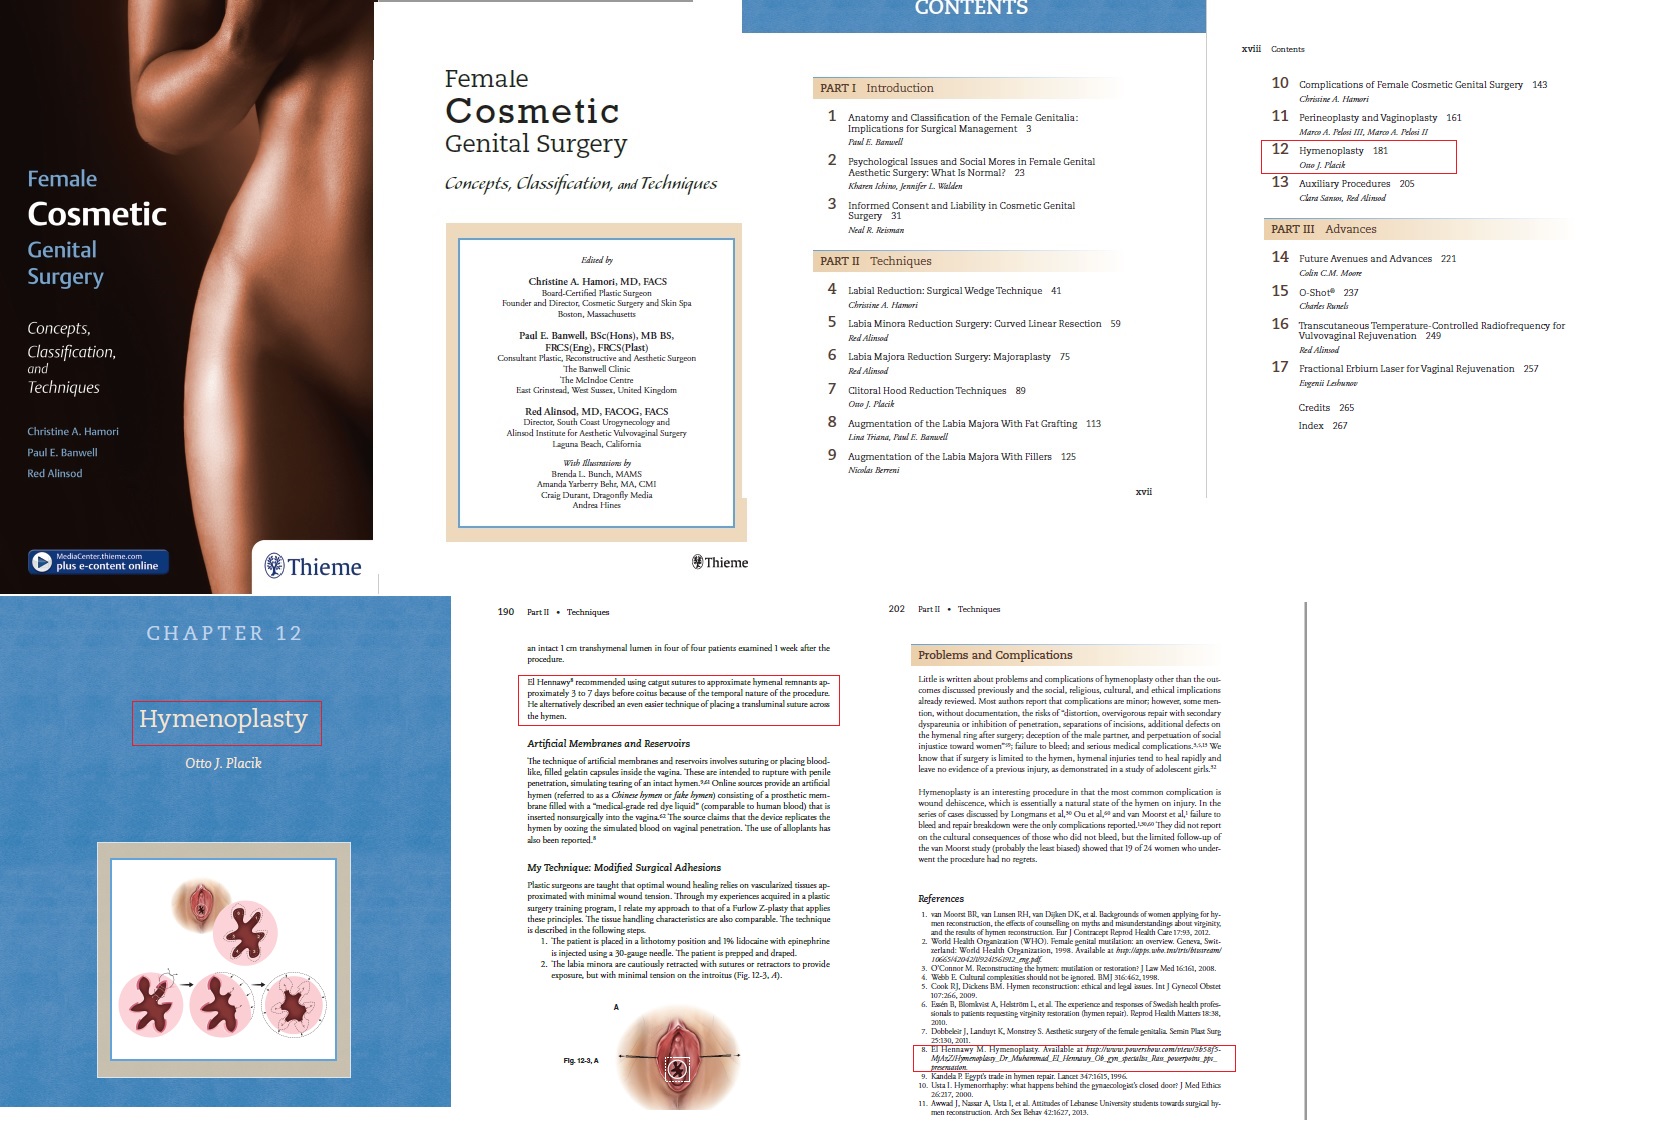 Female
Cosmetic
Genital
Surgery
Concepts,
Classification,
and
Techniques
Christine A. Hamori
Paul E. Banwell
Red Alinsod
MediaCenter.thieme.com
plus e-content online
Thieme
Female
Cosmetic
Genital Surgery
Concepts, Classification, and Techniques
Edited by
Christine A. Hamori, MD, FACS
Board-Certified Plastic Surgeon
Founder and Director, Cosmetic Surgery and Skin Spa
Boston, Massachusetts
Paul E. Banwell, BSc(Hons), MB BS,
FRCS(Eng), FRCS(Plast)
Consultant Plastic, Reconstructive and Aesthetic Surgeon
The Banwell Clinic
The McIndoe Centre
East Grinstead, West Sussex, United Kingdom
Red Alinsod, MD, FACOG, FACS
Director, South Coast Urogynecology and
Alinsod Institute for Aesthetic Vulvovaginal Surgery
Laguna Beach, California
With Illustrations by
Brenda L. Bunch, MAMS
Amanda Yarberry Behr, MA, CMI
Craig Durant, Dragonfly Media
Andrea Hines
Thieme
CONTENTS
PART I Introduction
1 Anatomy and Classification of the Female Genitalia:
Implications for Surgical Management 3
Paul E. Banwell
2 Psychological Issues and Social Mores in Female Genital
Aesthetic Surgery: What Is Normal? 23
Kharen Ichino, Jennifer L. Walden
3 Informed Consent and Liability in Cosmetic Genital
Surgery 31
Neal R. Reisman
PART II Techniques
4 Labial Reduction: Surgical Wedge Technique 41
Christine A. Hamori
5 Labia Minora Reduction Surgery: Curved Linear Resection 59
Red Alinsod
6 Labia Majora Reduction Surgery: Majoraplasty 75
Red Alinsod
7 Clitoral Hood Reduction Techniques 89
Otto J. Placik
8 Augmentation of the Labia Majora With Fat Grafting 113
Lina Triana, Paul E. Banwell
9 Augmentation of the Labia Majora With Fillers 125
Nicolas Berreni
xvii
xviii Contents
10 Complications of Female Cosmetic Genital Surgery 143
Christine A. Hamori
11 Perineoplasty and Vaginoplasty 161
Marco A. Pelosi III, Marco A. Pelosi II
12 Hymenoplasty 181
Otto J. Placik
13 Auxiliary Procedures 205
Clara Santos, Red Alinsod
PART III Advances
14 Future Avenues and Advances 221
Colin C.M. Moore
15 O-Shot® 237
Charles Runels
16 Transcutaneous Temperature-Controlled Radiofrequency for
Vulvovaginal Rejuvenation 249
Red Alinsod
17 Fractional Erbium Laser for Vaginal Rejuvenation 257
Evgenii Leshunov
Credits 265
Index 267
CHAPTER 12
Hymenoplasty
Otto J. Placik
190 Part II • Techniques
an intact 1 cm transhymenal lumen in four of four patients examined 1 week after the
procedure.
El Hennawy⁸ recommended using catgut sutures to approximate hymenal remnants ap-
proximately 3 to 7 days before coitus because of the temporal nature of the procedure.
He alternatively described an even easier technique of placing a transluminal suture across
the hymen.
Artificial Membranes and Reservoirs
The technique of artificial membranes and reservoirs involves suturing or placing blood-
like, filled gelatin capsules inside the vagina. These are intended to rupture with penile
penetration, simulating tearing of an intact hymen. Online sources provide an artificial
hymen (referred to as a Chinese hymen or fake hymen) consisting of a prosthetic mem-
brane filled with a “medical-grade red dye liquid” (comparable to human blood) that is
inserted nonsurgically into the vagina.⁶² The source claims that the device replicates the
hymen by oozing the simulated blood on vaginal penetration. The use of alloplants has
also been reported.⁸
My Technique: Modified Surgical Adhesions
Plastic surgeons are taught that optimal wound healing relies on vascularized tissues ap-
proximated with minimal wound tension. Through my experiences acquired in a plastic
surgery training program, I relate my approach to that of a Furlow Z-plasty that applies
these principles. The tissue handling characteristics are also comparable. The technique
is described in the following steps.
1. The patient is placed in a lithotomy position and 1% lidocaine with epinephrine
is injected using a 30-gauge needle. The patient is prepped and draped.
2. The labia minora are cautiously retracted with sutures or retractors to provide
exposure, but with minimal tension on the introitus (Fig. 12-3, A).
A
Fig. 12-3, A
202 Part II • Techniques
Problems and Complications
Little is written about problems and complications of hymenoplasty other than the out-
comes discussed previously and the social, religious, cultural, and ethical implications
already reviewed. Most authors report that complications are minor; however, some men-
tion, without documentation, the risks of “distortion, overvigorous repair with secondary
dyspareunia or inhibition of penetration, separations of incisions, additional defects on
the hymenal ring after surgery; deception of the male partner, and perpetuation of social
injustice toward women”; failure to bleed; and serious medical complications. We
know that if surgery is limited to the hymen, hymenal injuries tend to heal rapidly and
leave no evidence of a previous injury, as demonstrated in a study of adolescent girls.³²
Hymenoplasty is an interesting procedure in that the most common complication is
wound dehiscence, which is essentially a natural state of the hymen on injury. In the
series of cases discussed by Longmans et al, Ou et al, and van Moorst et al,¹ failure to
bleed and repair breakdown were the only complications reported. They did not report
on the cultural consequences of those who did not bleed, but the limited follow-up of
the van Moorst study (probably the least biased) showed that 19 of 24 women who under-
went the procedure had no regrets.
References
1. van Moorst BR, van Lunsen RH, van Dijken DK, et al. Backgrounds of women applying for hy-
men reconstruction, the effects of counselling on myths and misunderstandings about virginity,
and the results of hymen reconstruction. Eur J Contracept Reprod Health Care 17:93, 2012.
2. World Health Organization (WHO). Female genital mutilation: an overview. Geneva, Swit-
zerland: World Health Organization, 1998. Available at
3. O’Connor M. Reconstructing the hymen: mutilation or restoration? J Law Med 16:161, 2008.
4. Webb E. Cultural complexities should not be ignored. BMJ 316:462, 1998.
5. Cook RJ, Dickens BM. Hymen reconstruction: ethical and legal issues. Int J Gynecol Obstet
107:266, 2009.
6. Essén B, Blomkvist A, Helström L, et al. The experience and responses of Swedish health profes-
sionals to patients requesting virginity restoration (hymen repair). Reprod Health Matters 18:38,
2010.
7. Dobbeleir J, Landuyt K, Monstrey S. Aesthetic surgery of the female genitalia. Semin Plast Surg
25:130, 2011.
8. El Hennawy M. Hymenoplasty. Available at
9. Kandela P. Egypt’s trade in hymen repair. Lancet 347:1615, 1996.
10. Usta I. Hymenorrhaphy: what happens behind the gynaecologist’s closed door? J Med Ethics
26:217, 2000.
11. Awwad J, Nassar A, Usta I, et al. Attitudes of Lebanese University students towards surgical hy-
men reconstruction. Arch Sex Behav 42:1627, 2013.